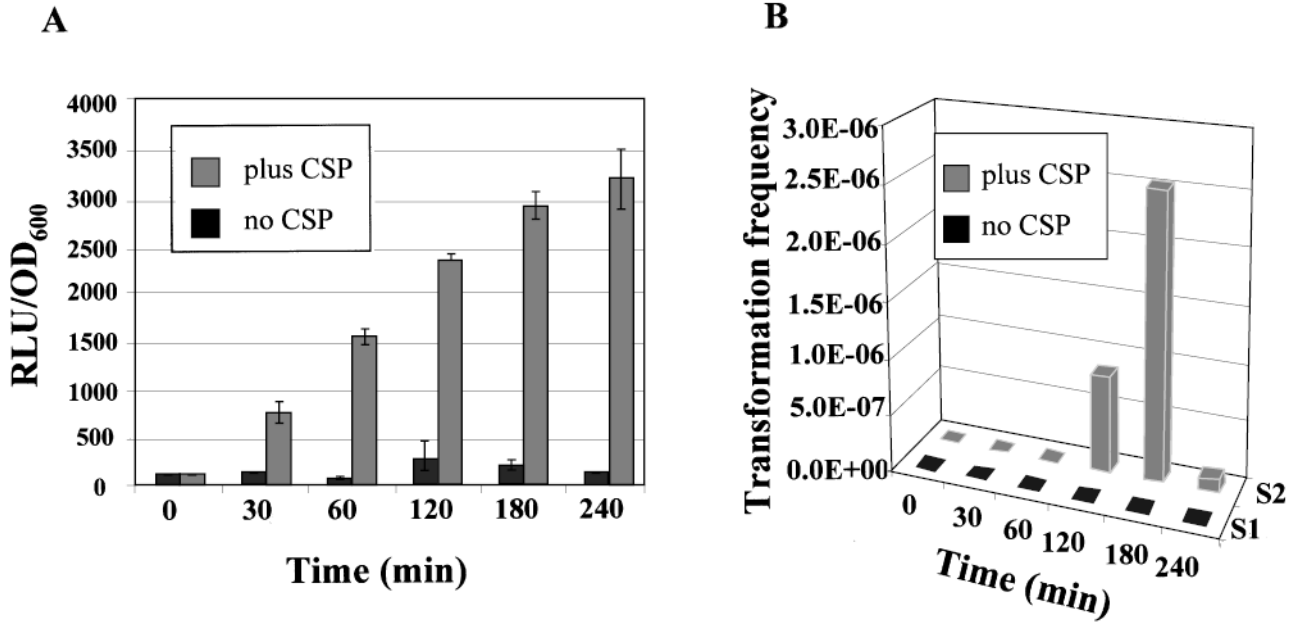 A
B
4000
3500
3000
2500
2000
1500
1000
500
0
RLU/OD600
plus CSP
no CSP
0 30 60 120 180 240
Time (min)
3.0E-06
2.5E-06
2.0E-06
1.5E-06
1.0E-06
5.0E-07
0.0E+00
Transformation frequency
plus CSP
no CSP
S2
S1
0 30 60 120 180 240
Time (min)